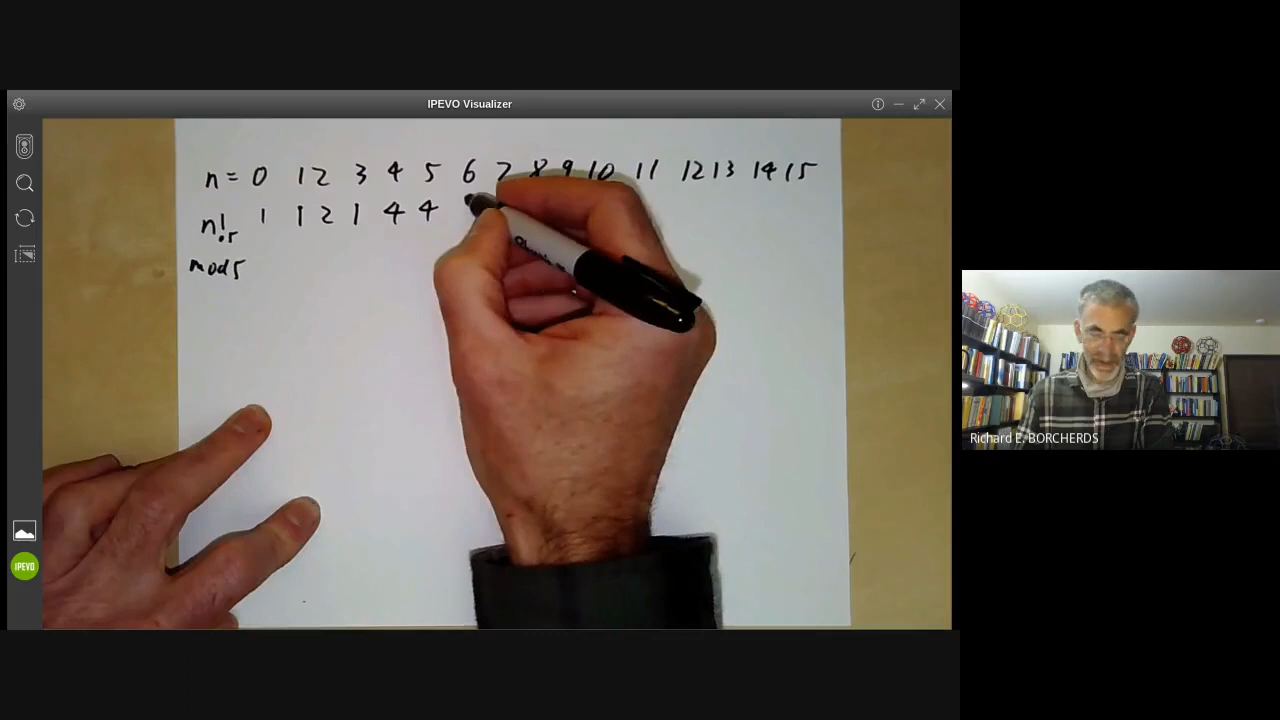 IPEVO Visualizer
n = 0 1 2 3 4 5 6 7 8 9 10 11 12 13 14 15
n!.5 1 1 2 1 4 4
mod 5
IPEVO
Richard E. BORCHERDS